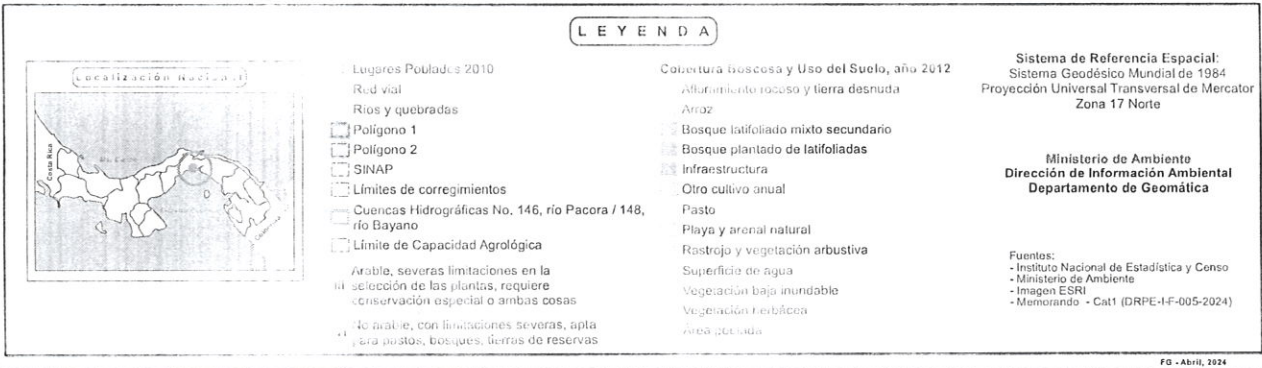 LEYENDA
Localización Nacional
Costa Rica
Lugares Poblados 2010
Red vial
Ríos y quebradas
Polígono 1
Polígono 2
SINAP
Límites de corregimientos
Cuencas Hidrográficas No. 146, río Pacora / 148,
río Bayano
Límite de Capacidad Agrológica
Arable, severas limitaciones en la
III selección de las plantas, requiere
conservación especial o ambas cosas
No arable, con limitaciones severas, apta
para pastos, bosques, tierras de reservas
Cobertura Boscosa y Uso del Suelo, año 2012
Afloramiento rocoso y tierra desnuda
Arroz
Bosque latifoliado mixto secundario
Bosque plantado de latifoliadas
Infraestructura
Otro cultivo anual
Pasto
Playa y arenal natural
Rastrojo y vegetación arbustiva
Superficie de agua
Vegetación baja inundable
Vegetación herbácea
Área poblada
Sistema de Referencia Espacial:
Sistema Geodésico Mundial de 1984
Proyección Universal Transversal de Mercator
Zona 17 Norte
Ministerio de Ambiente
Dirección de Información Ambiental
Departamento de Geomática
Fuentes:
- Instituto Nacional de Estadística y Censo
- Ministerio de Ambiente
- Imagen ESRI
- Memorando - Cat1 (DRPE-I-F-005-2024)
FG - Abril, 2024